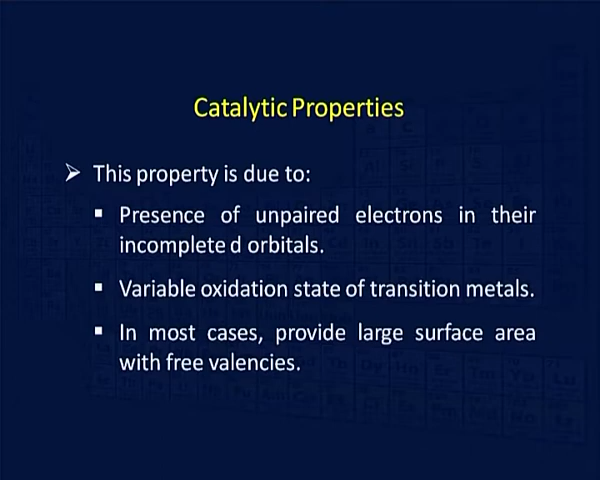 Catalytic Properties
➢ This property is due to:
▪ Presence of unpaired electrons in their
incomplete d orbitals.
▪ Variable oxidation state of transition metals.
▪ In most cases, provide large surface area
with free valencies.